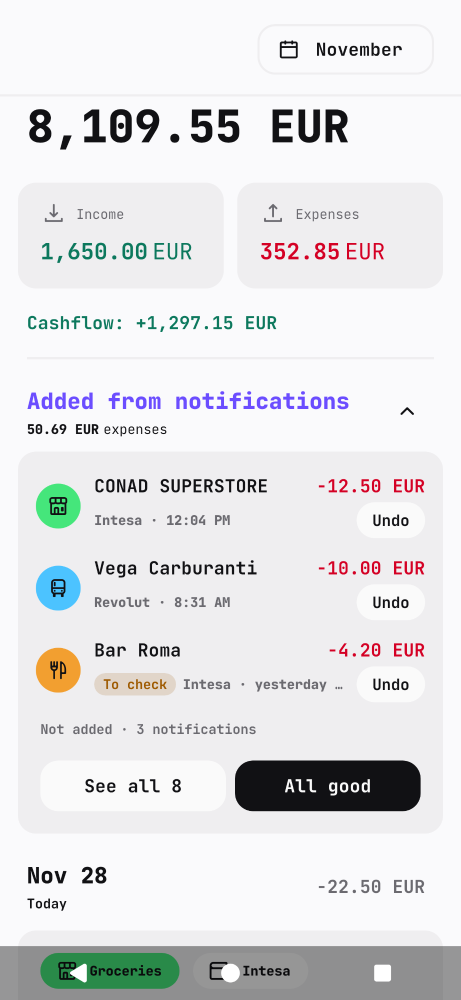 November
8,109.55 EUR
Income
Expenses
1,650.00 EUR
352.85 EUR
Cashflow: +1,297.15 EUR
Added from notifications
50.69 EUR expenses
CONAD SUPERSTORE
-12.50 EUR
Intesa · 12:04 PM
Undo
Vega Carburanti
-10.00 EUR
Revolut · 8:31 AM
Undo
Bar Roma
-4.20 EUR
To check
Intesa · yesterday …
Undo
Not added · 3 notifications
See all 8
All good
Nov 28
-22.50 EUR
Today
Groceries
Intesa